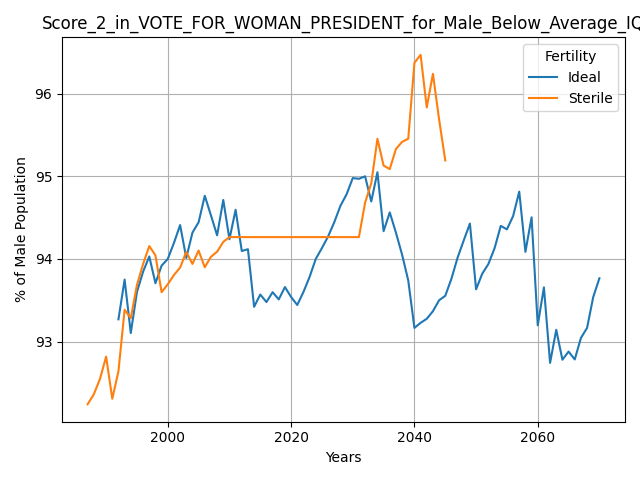 Score_2_in_VOTE_FOR_WOMAN_PRESIDENT_for_Male_Below_Average_IQ
Fertility
Ideal
Sterile
% of Male Population
96
95
94
93
2000 2020 2040 2060
Years